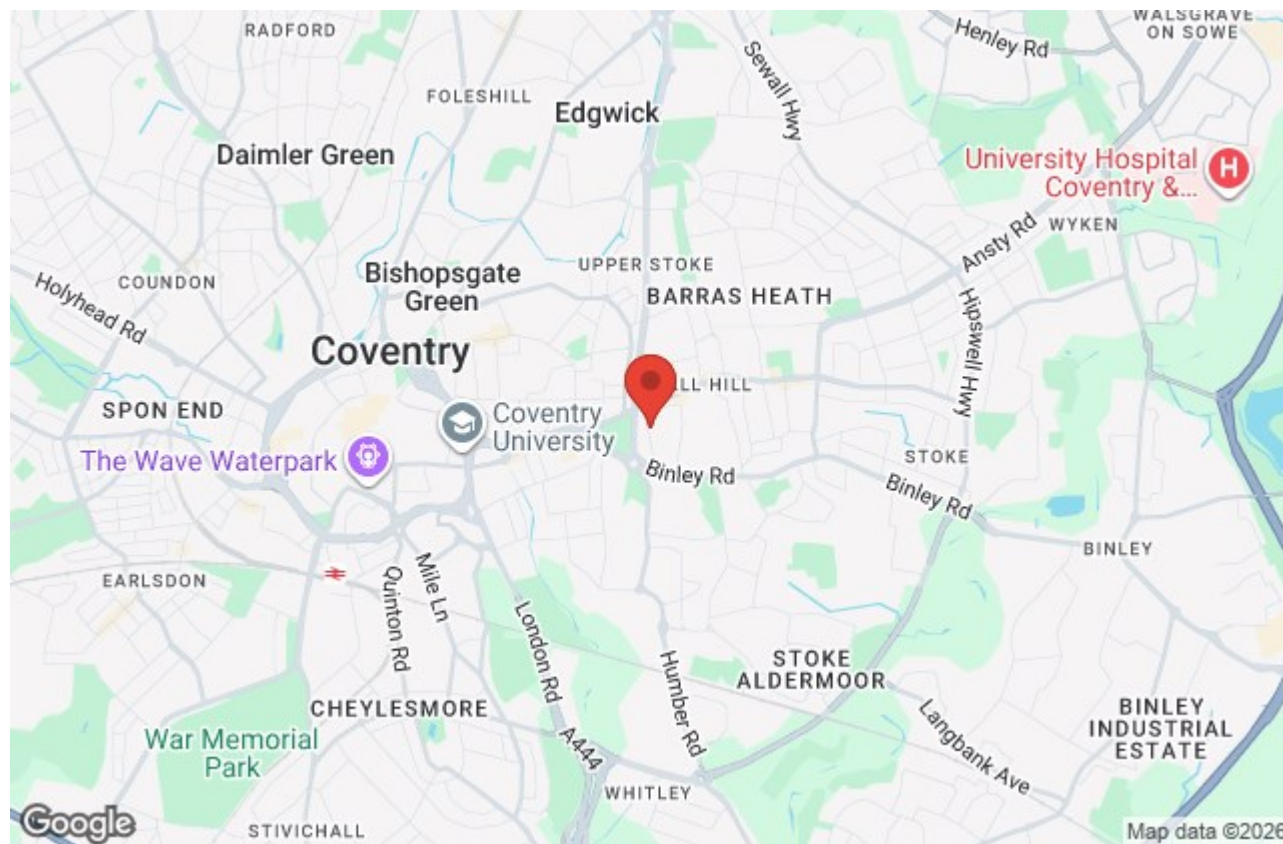 RADFORD
WALSGRAVE
ON SOWE
Henley Rd
Sewall Hwy
FOLESHILL
Edgwick
Daimler Green
University Hospital
Coventry &...
H
WYKEN
Ansty Rd
UPPER STOKE
Bishopsgate
Green
COUNDON
BARRAS HEATH
Holyhead Rd
Hipswell Hwy
Coventry
ALL HILL
SPON END
Coventry
University
The Wave Waterpark
STOKE
Binley Rd
Binley Rd
BINLEY
EARLSDON
Mile Ln
Quinton Rd
London Rd
Humber Rd
STOKE
ALDERMOOR
CHEYLESMORE
Langbank Ave
BINLEY
INDUSTRIAL
ESTATE
War Memorial
Park
A444
WHITLEY
STIVICHALL
Google
Map data ©2026